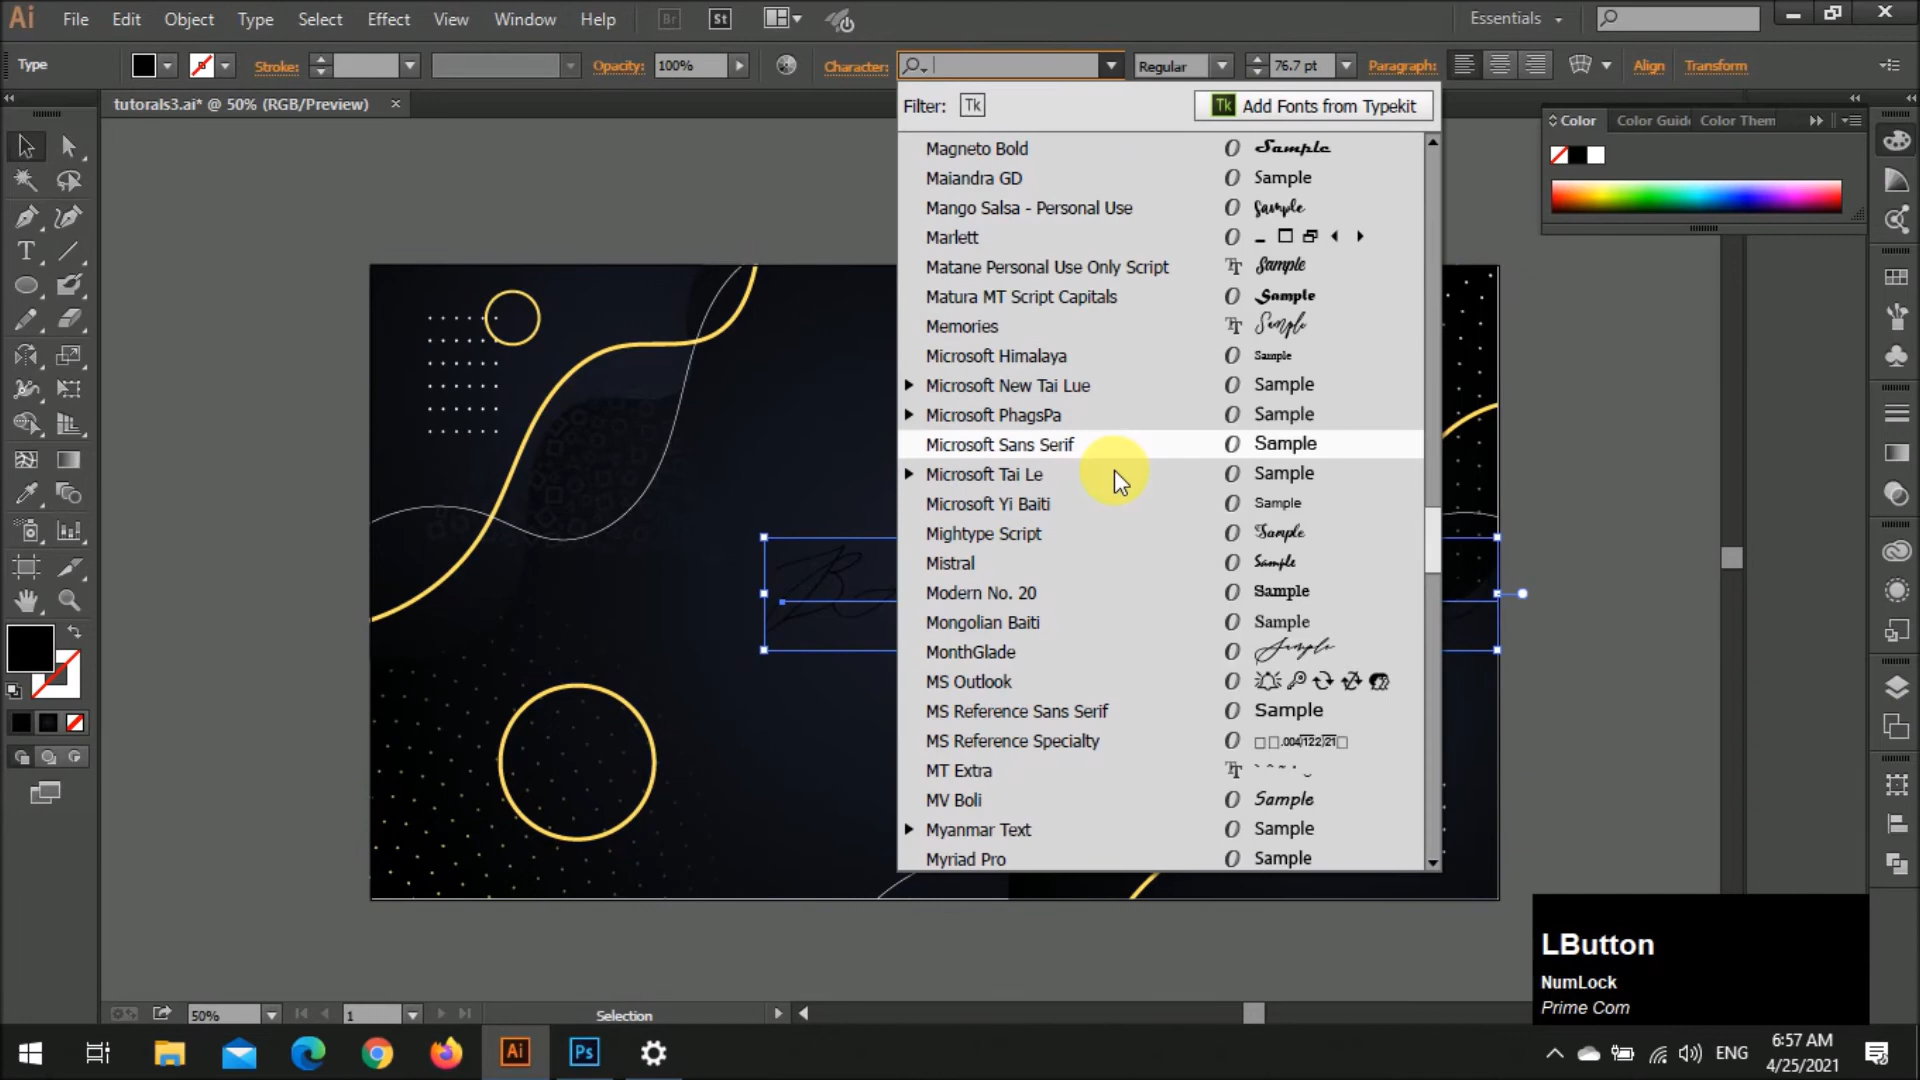 Ai File Edit Object Type Select Effect View Window Help Br St Essentials
Type Stroke: Opacity: 100% Character: Regular 76.7 pt Paragraph: Align Transform
tutorals3.ai* @ 50% (RGB/Preview)
Filter: Tk Tk Add Fonts from Typekit
Color Color Guid Color Them
Magneto Bold O Sample
Maiandra GD O Sample
Mango Salsa - Personal Use O Sample
Marlett O
Matane Personal Use Only Script Sample
Matura MT Script Capitals O Sample
Memories Sample
Microsoft Himalaya O Sample
Microsoft New Tai Lue O Sample
Microsoft PhagsPa O Sample
Microsoft Sans Serif O Sample
Microsoft Tai Le O Sample
Microsoft Yi Baiti O Sample
Mightype Script O Sample
Mistral O Sample
Modern No. 20 O Sample
Mongolian Baiti O Sample
MonthGlade O Sample
MS Outlook O
MS Reference Sans Serif O Sample
MS Reference Specialty O
MT Extra
MV Boli O Sample
Myanmar Text O Sample
Myriad Pro O Sample
LButton
NumLock
Prime Com
50% 1 Selection
Ai Ps ENG 6:57 AM
4/25/2021